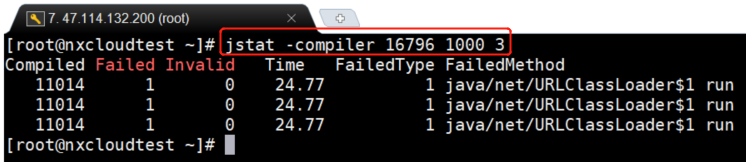 7. 47.114.132.200 (root)
[root@nxcloudtest ~]# jstat -compiler 16796 1000 3
Compiled Failed Invalid Time FailedType FailedMethod
11014 1 0 24.77 1 java/net/URLClassLoader$1 run
11014 1 0 24.77 1 java/net/URLClassLoader$1 run
11014 1 0 24.77 1 java/net/URLClassLoader$1 run
[root@nxcloudtest ~]#